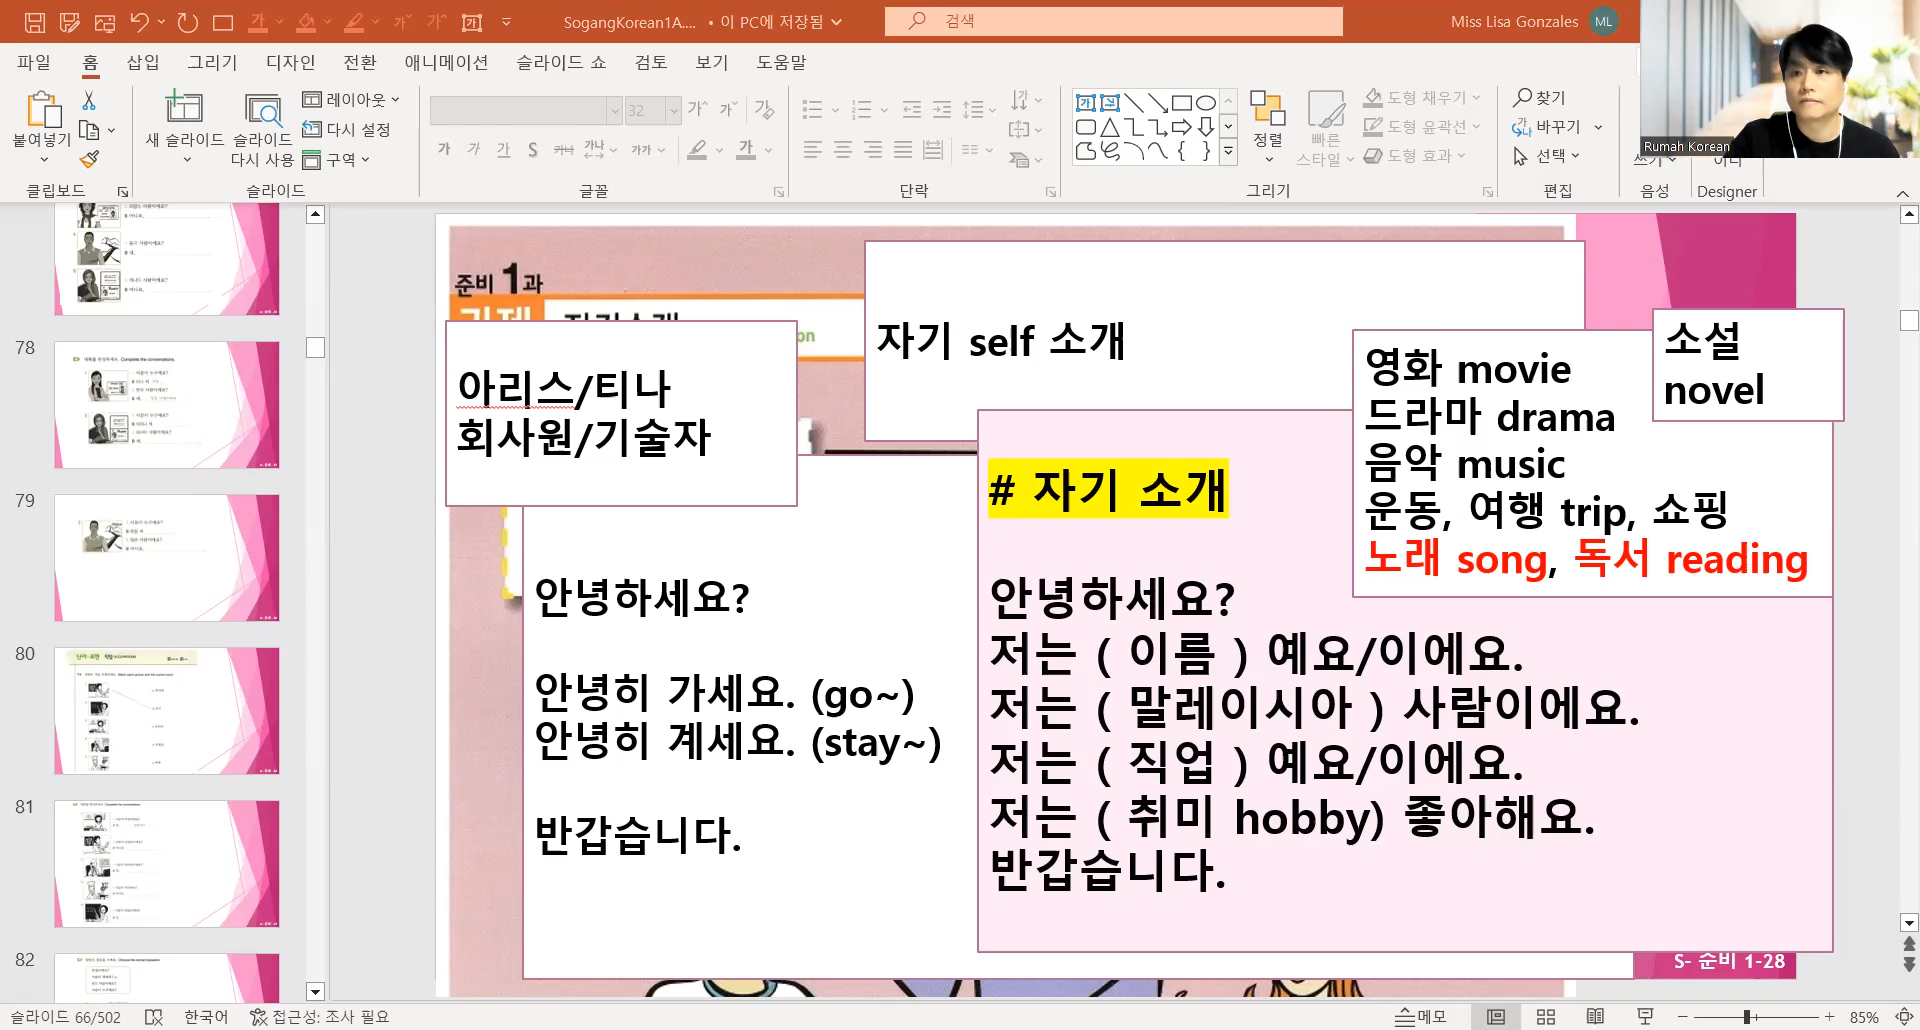 SogangKorean1A.... • 이 PC에 저장됨
검색
Miss Lisa Gonzales ML
파일 홈 삽입 그리기 디자인 전환 애니메이션 슬라이드 쇼 검토 보기 도움말
붙여넣기
새 슬라이드
슬라이드 다시 사용
레이아웃
다시 설정
구역
32
가 가 가 S 가나 가나 가가 가
정렬
빠른 스타일
도형 채우기
도형 윤곽선
도형 효과
찾기
바꾸기
선택
클립보드 슬라이드 글꼴 단락 그리기 편집 음성 Designer
Rumah Korean
78
79
80
81
82
준비 1과
자기 self 소개
아리스/티나
회사원/기술자
영화 movie
드라마 drama
음악 music
운동, 여행 trip, 쇼핑
노래 song, 독서 reading
소설
novel
안녕하세요?
안녕히 가세요. (go~)
안녕히 계세요. (stay~)
반갑습니다.
# 자기 소개
안녕하세요?
저는 ( 이름 ) 예요/이에요.
저는 ( 말레이시아 ) 사람이에요.
저는 ( 직업 ) 예요/이에요.
저는 ( 취미 hobby) 좋아해요.
반갑습니다.
S- 준비 1-28
슬라이드 66/502 한국어 접근성: 조사 필요 메모 85%